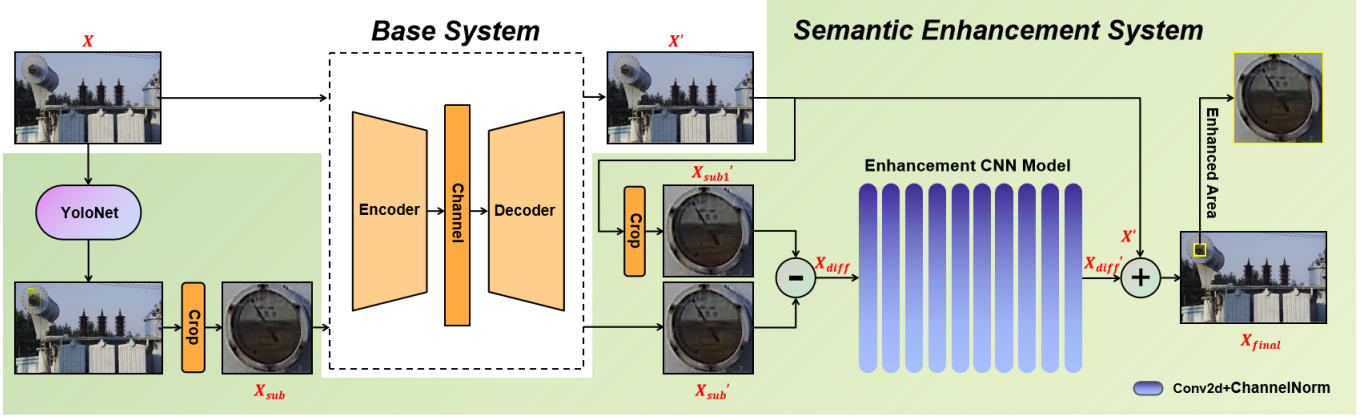 Base System
Semantic Enhancement System
X
X'
YoloNet
Encoder
Channel
Decoder
Crop
X_sub
X_sub1'
Crop
X_sub'
X_diff
Enhancement CNN Model
X_diff'
X'
Enhanced Area
X_final
Conv2d+ChannelNorm